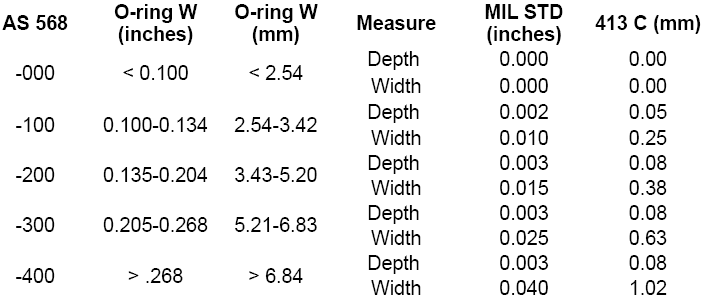 AS 568 O-ring W (inches) O-ring W (mm) Measure MIL STD (inches) 413 C (mm)
-000 < 0.100 < 2.54 Depth 0.000 0.00
Width 0.000 0.00
-100 0.100-0.134 2.54-3.42 Depth 0.002 0.05
Width 0.010 0.25
-200 0.135-0.204 3.43-5.20 Depth 0.003 0.08
Width 0.015 0.38
-300 0.205-0.268 5.21-6.83 Depth 0.003 0.08
Width 0.025 0.63
-400 > .268 > 6.84 Depth 0.003 0.08
Width 0.040 1.02